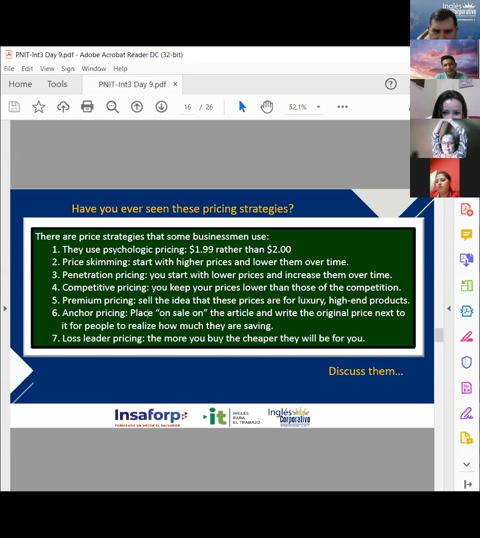 Inglés
Corporativo
PNIT-Int3 Day 9.pdf - Adobe Acrobat Reader DC (32-bit)
File Edit View Sign Window Help
Home Tools PNIT-Int3 Day 9.pdf ×
16 / 26 52,1%
Have you ever seen these pricing strategies?
There are price strategies that some businessmen use:
1. They use psychologic pricing: $1.99 rather than $2.00
2. Price skimming: start with higher prices and lower them over time.
3. Penetration pricing: you start with lower prices and increase them over time.
4. Competitive pricing: you keep your prices lower than those of the competition.
5. Premium pricing: sell the idea that these prices are for luxury, high-end products.
6. Anchor pricing: Place "on sale on" the article and write the original price next to
it for people to realize how much they are saving.
7. Loss leader pricing: the more you buy the cheaper they will be for you.
Discuss them...
Insaforp
FORMANDO UN MEJOR EL SALVADOR
it
INGLÉS
PARA
EL TRABAJO
Inglés
Corporativo